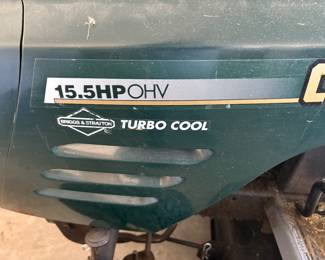 15.5HP OHV
BRIGGS & STRATTON
TURBO COOL